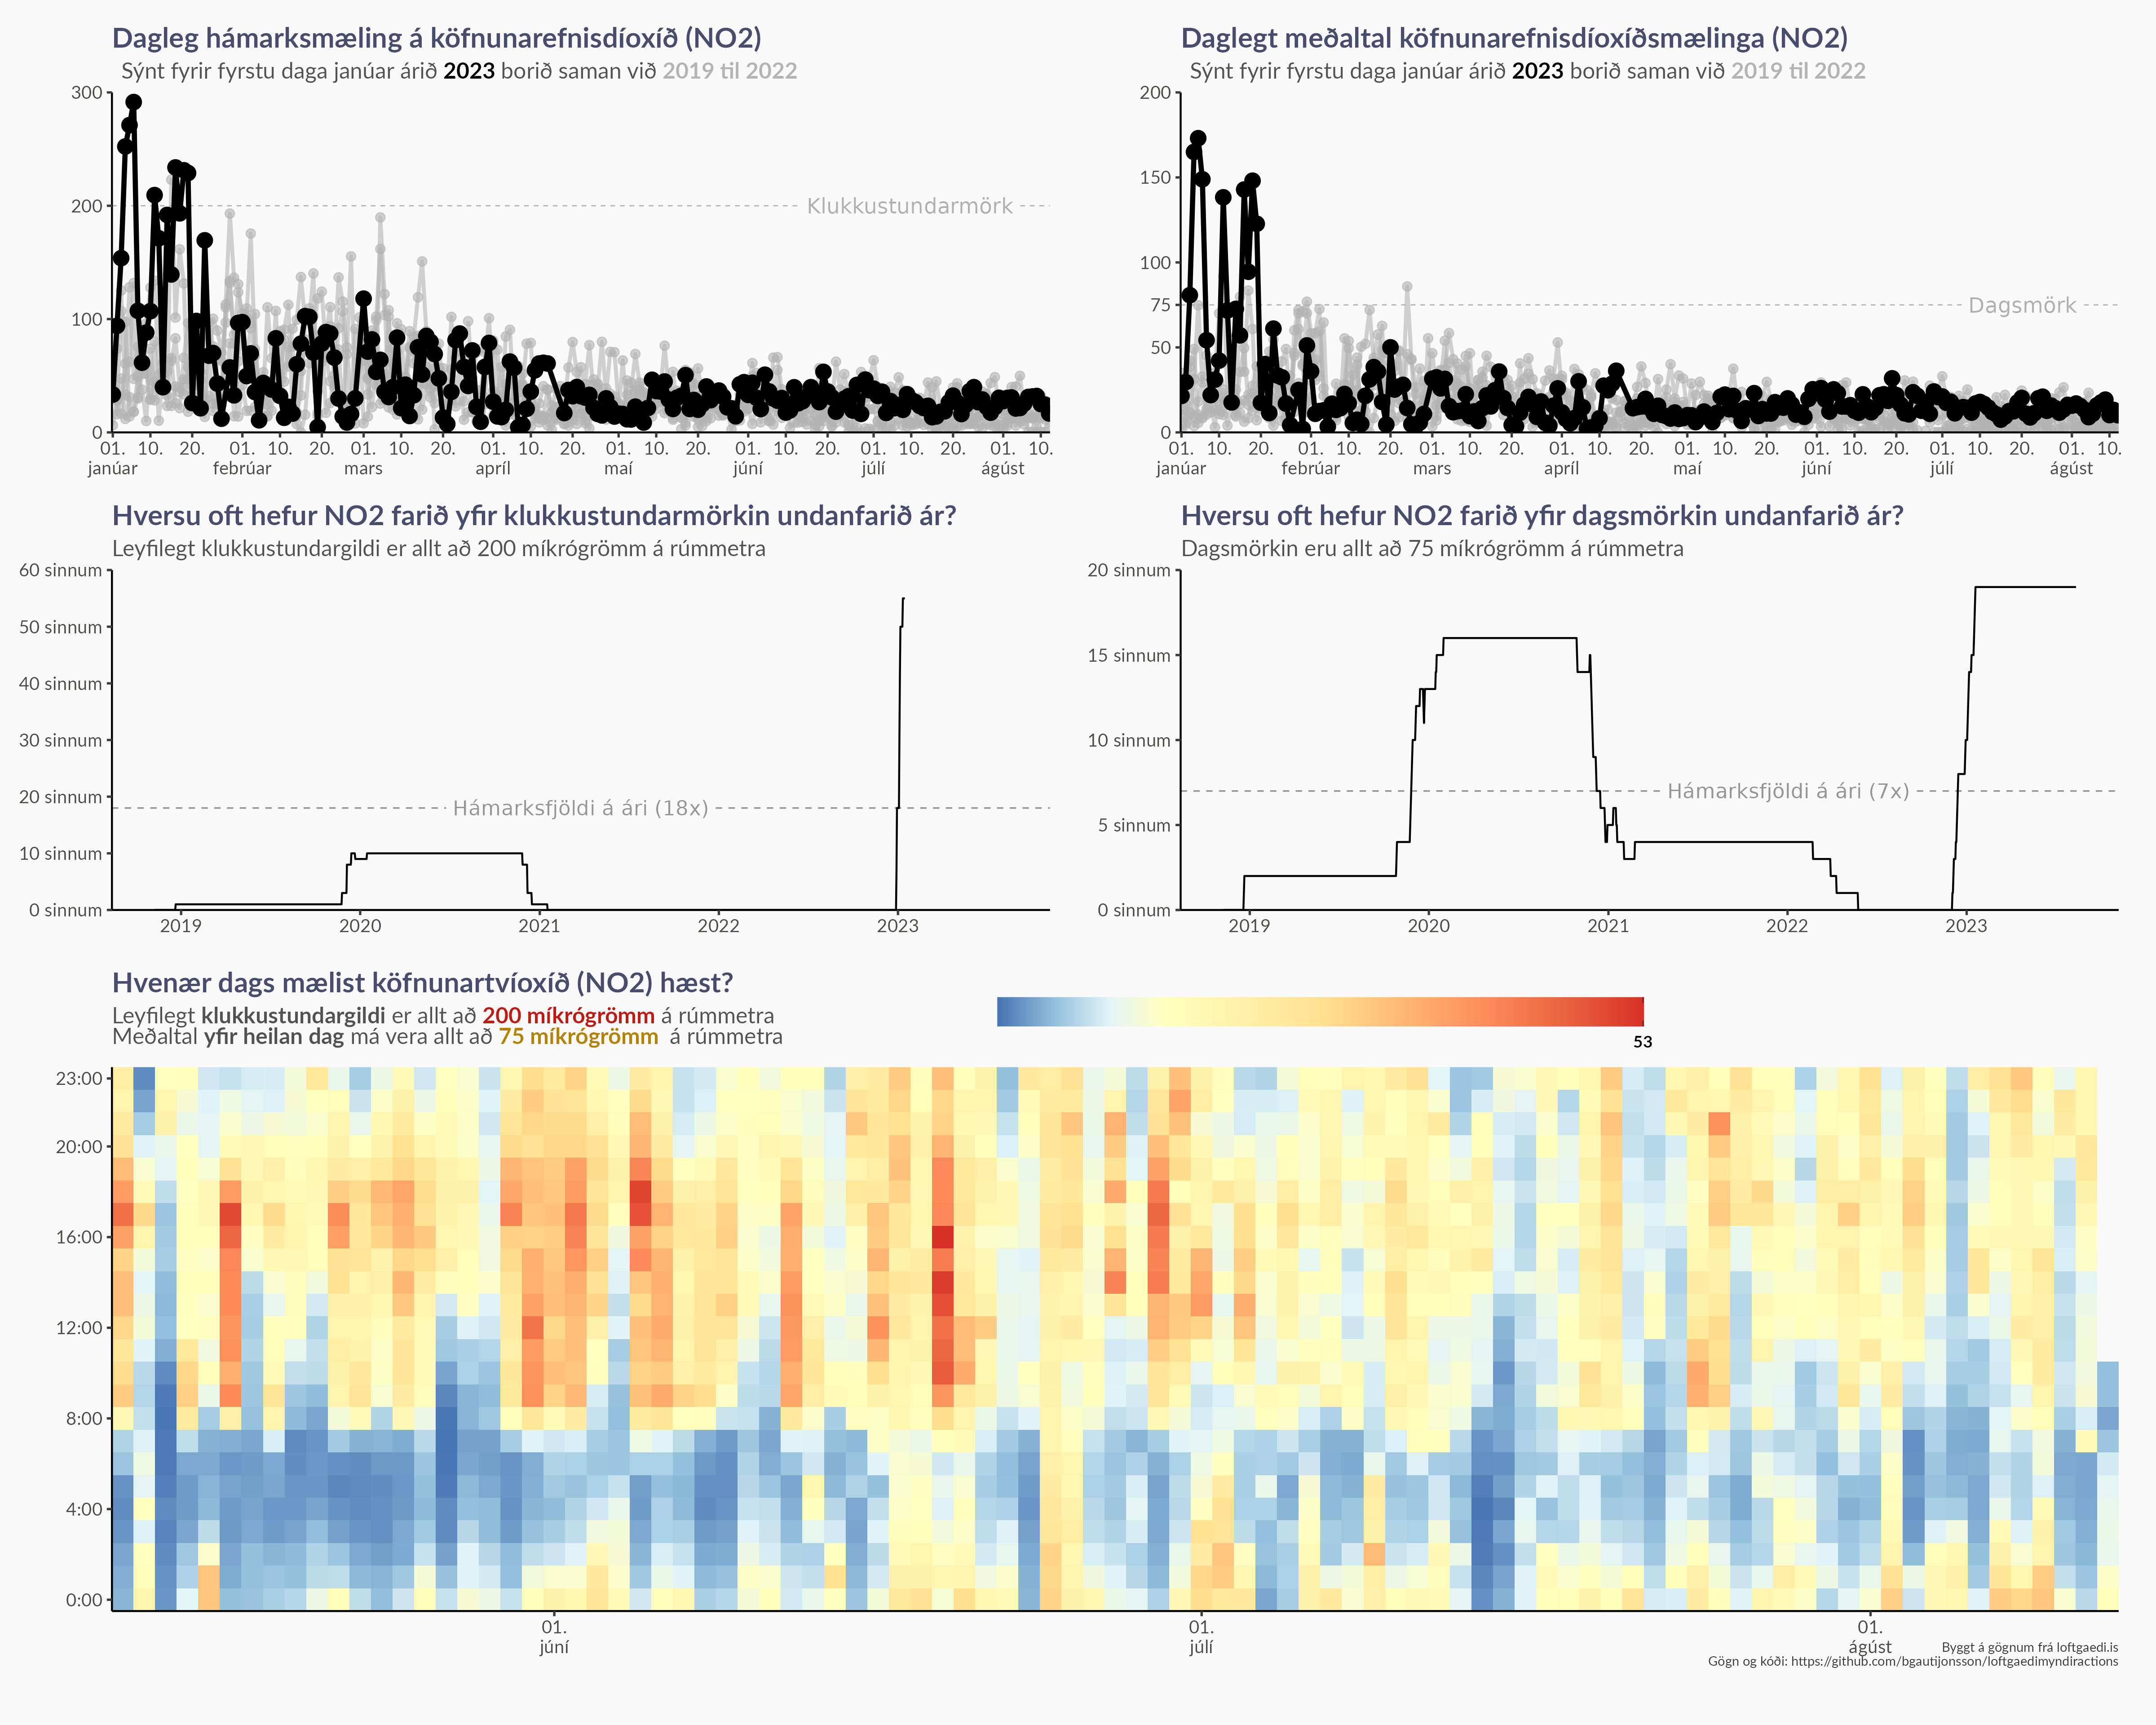 Dagleg hámarksmæling á köfnunarefnisdíoxíð (NO2)
Sýnt fyrir fyrstu daga janúar árið 2023 borið saman við 2019 til 2022
300
200
100
0
Klukkustundarmörk
01. 10. 20. 01. 10. 20. 01. 10. 20. 01. 10. 20. 01. 10. 20. 01. 10. 20. 01. 10. 20. 01. 10.
janúar febrúar mars apríl maí júní júlí ágúst
Daglegt meðaltal köfnunarefnisdíoxíðsmælinga (NO2)
Sýnt fyrir fyrstu daga janúar árið 2023 borið saman við 2019 til 2022
200
150
100
75
50
0
Dagsmörk
01. 10. 20. 01. 10. 20. 01. 10. 20. 01. 10. 20. 01. 10. 20. 01. 10. 20. 01. 10. 20. 01. 10.
janúar febrúar mars apríl maí júní júlí ágúst
Hversu oft hefur NO2 farið yfir klukkustundarmörkin undanfarið ár?
Leyfilegt klukkustundargildi er allt að 200 míkrógrömm á rúmmetra
60 sinnum
50 sinnum
40 sinnum
30 sinnum
20 sinnum
10 sinnum
0 sinnum
Hámarksfjöldi á ári (18x)
2019 2020 2021 2022 2023
Hversu oft hefur NO2 farið yfir dagsmörkin undanfarið ár?
Dagsmörkin eru allt að 75 míkrógrömm á rúmmetra
20 sinnum
15 sinnum
10 sinnum
5 sinnum
0 sinnum
Hámarksfjöldi á ári (7x)
2019 2020 2021 2022 2023
Hvenær dags mælist köfnunartvíoxíð (NO2) hæst?
Leyfilegt klukkustundargildi er allt að 200 míkrógrömm á rúmmetra
Meðaltal yfir heilan dag má vera allt að 75 míkrógrömm á rúmmetra
53
23:00
20:00
16:00
12:00
8:00
4:00
0:00
01. 01. 01.
júní júlí ágúst
Byggt á gögnum frá loftgaedi.is
Gögn og kóði: https://github.com/bgautijonsson/loftgaedimyndiractions